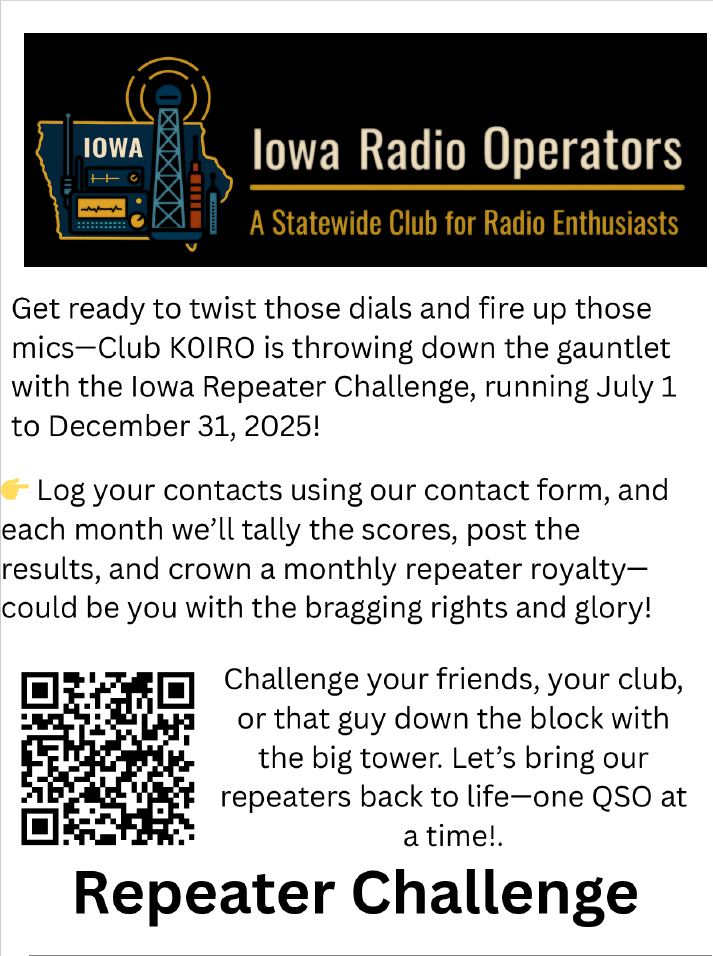 IOWA
Iowa Radio Operators
A Statewide Club for Radio Enthusiasts
Get ready to twist those dials and fire up those
mics—Club K0IRO is throwing down the gauntlet
with the Iowa Repeater Challenge, running July 1
to December 31, 2025!
👉 Log your contacts using our contact form, and
each month we’ll tally the scores, post the
results, and crown a monthly repeater royalty—
could be you with the bragging rights and glory!
Challenge your friends, your club,
or that guy down the block with
the big tower. Let’s bring our
repeaters back to life—one QSO at
a time!.
Repeater Challenge